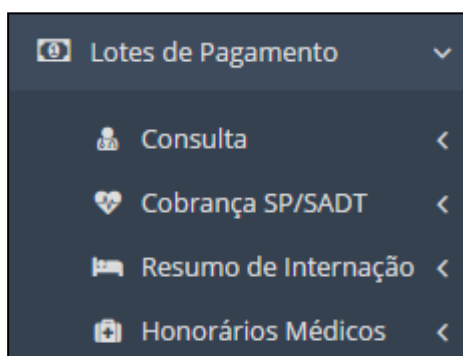 Lotes de Pagamento
Consulta
Cobrança SP/SADT
Resumo de Internação
Honorários Médicos